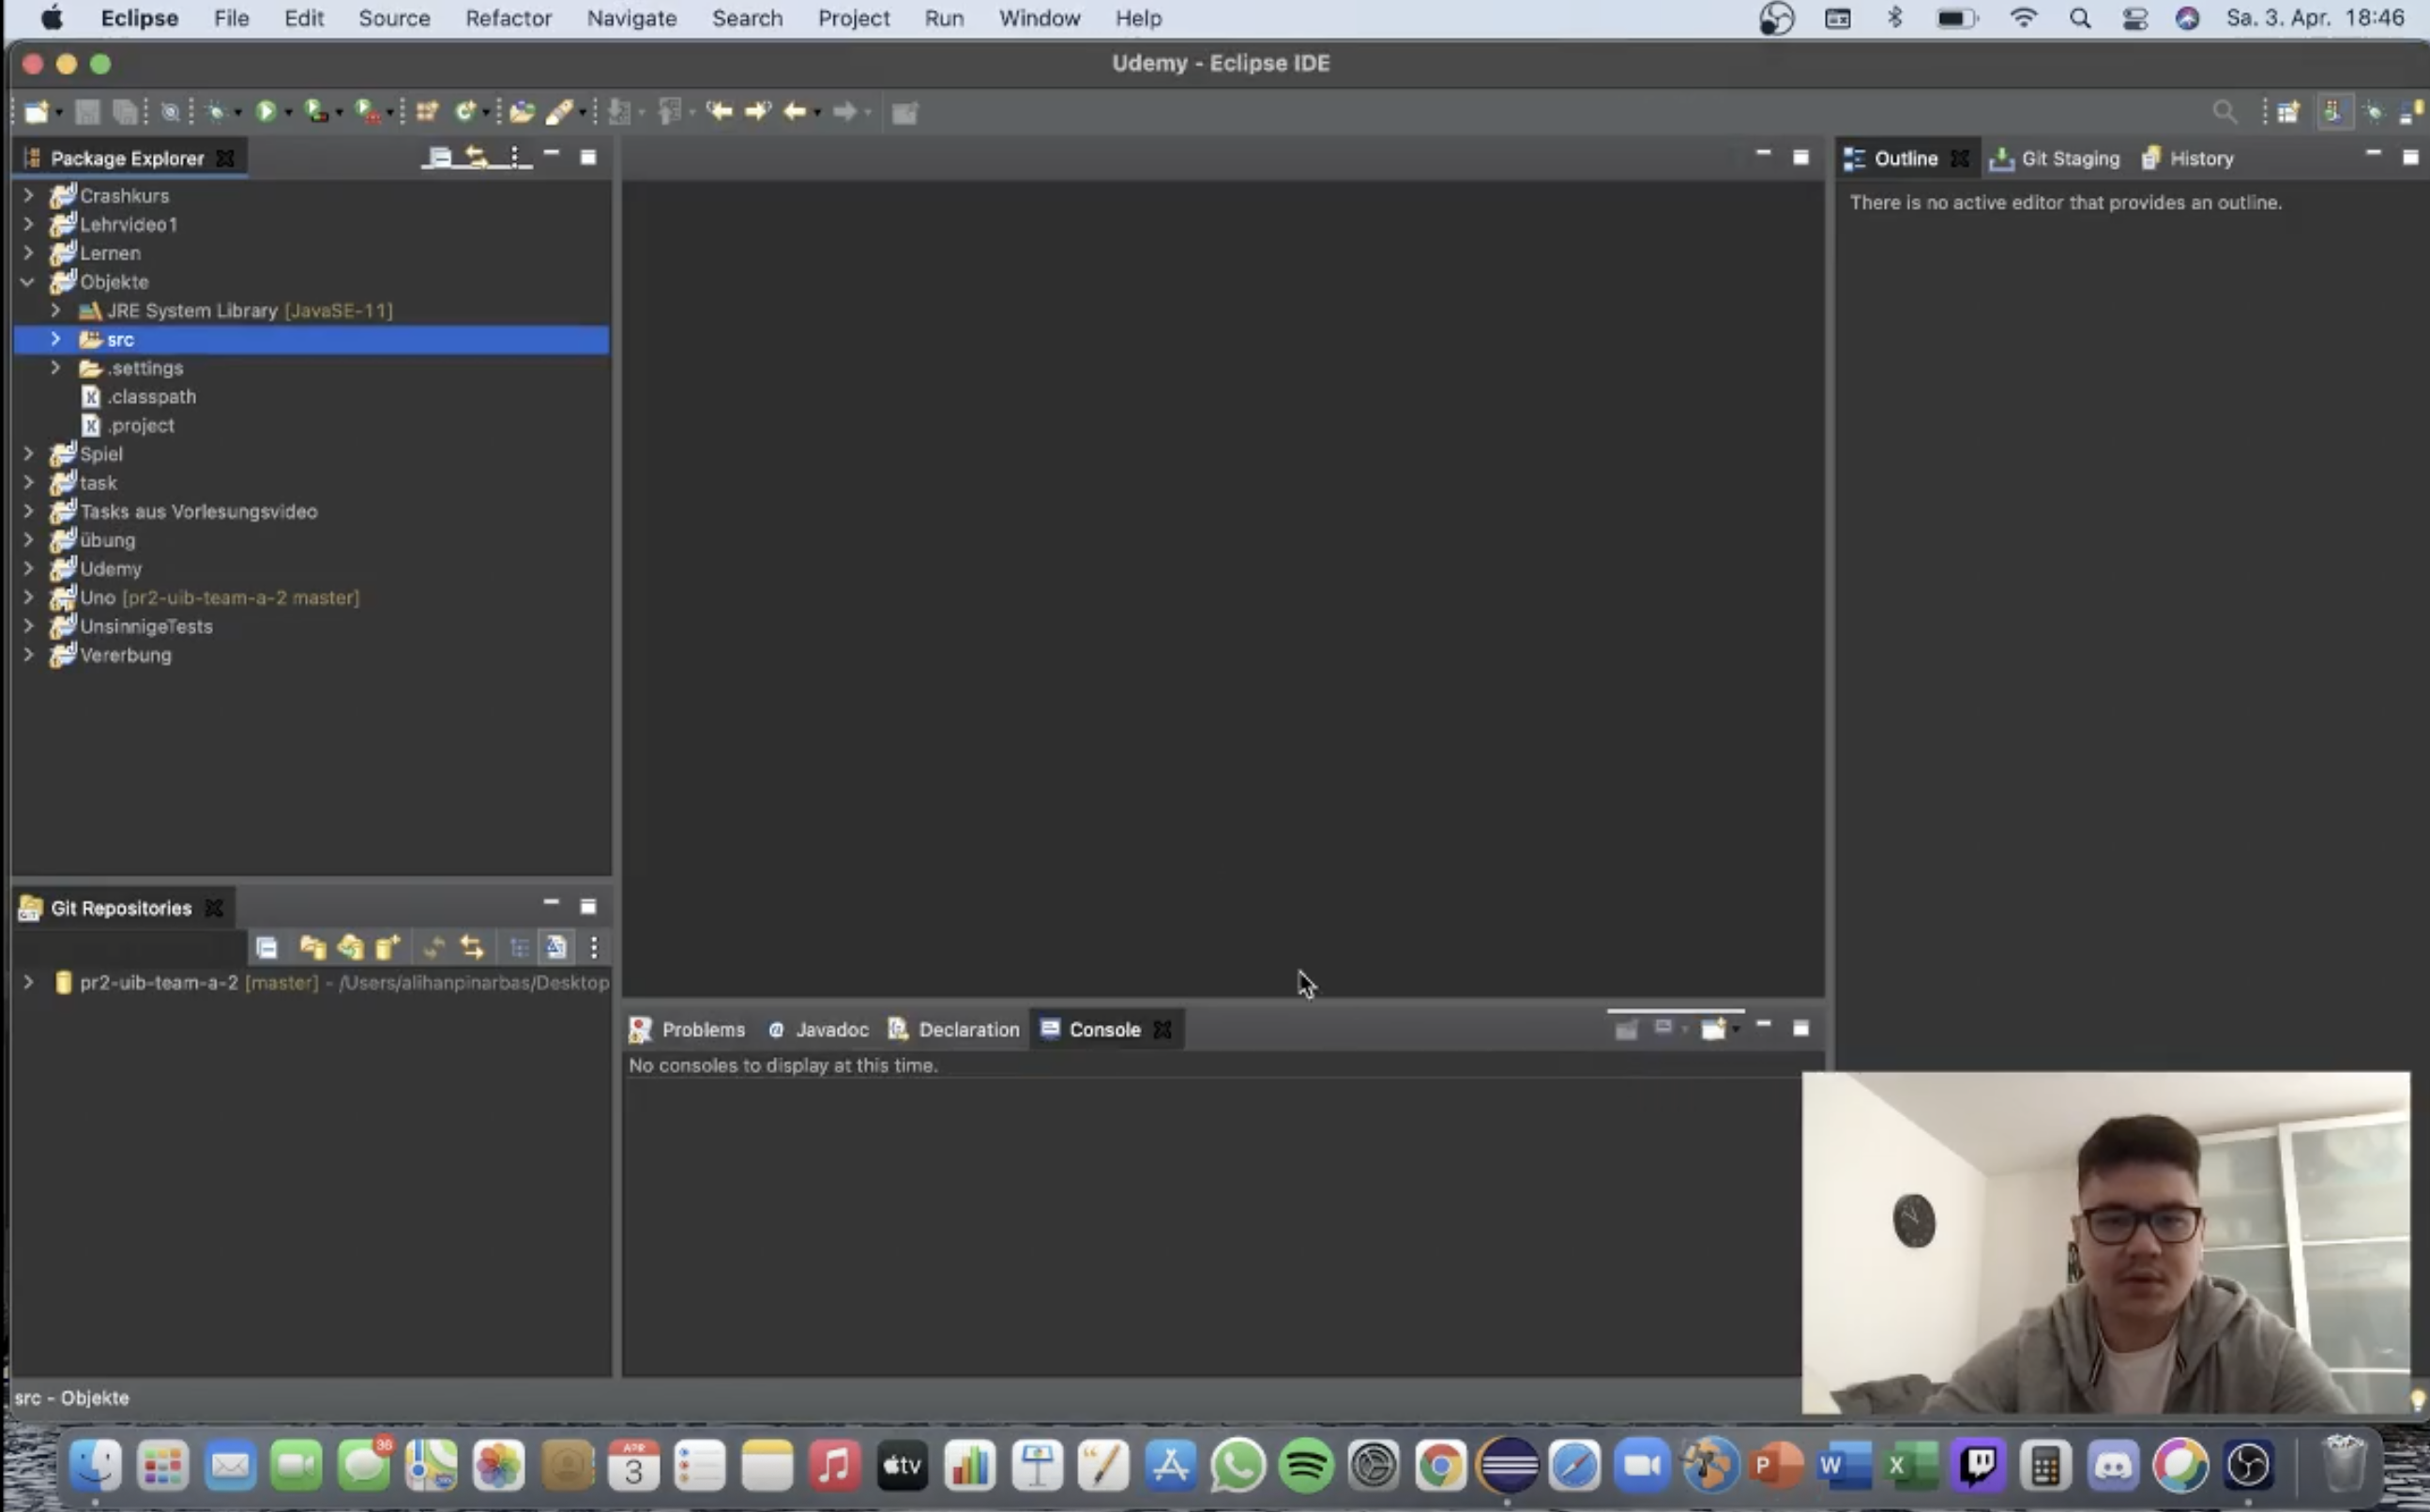 Eclipse File Edit Source Refactor Navigate Search Project Run Window Help Sa. 3. Apr. 18:46
Udemy - Eclipse IDE
Package Explorer
Crashkurs
Lehrvideo1
Lernen
Objekte
JRE System Library [JavaSE-11]
src
.settings
.classpath
.project
Spiel
task
Tasks aus Vorlesungsvideo
übung
Udemy
Uno [pr2-uib-team-a-2 master]
UnsinnigeTests
Vererbung
Git Repositories
pr2-uib-team-a-2 [master] - /Users/alihanpinarbas/Desktop
Outline Git Staging History
There is no active editor that provides an outline.
Problems Javadoc Declaration Console
No consoles to display at this time.
src - Objekte
36
APR
3
tv
P
W
X